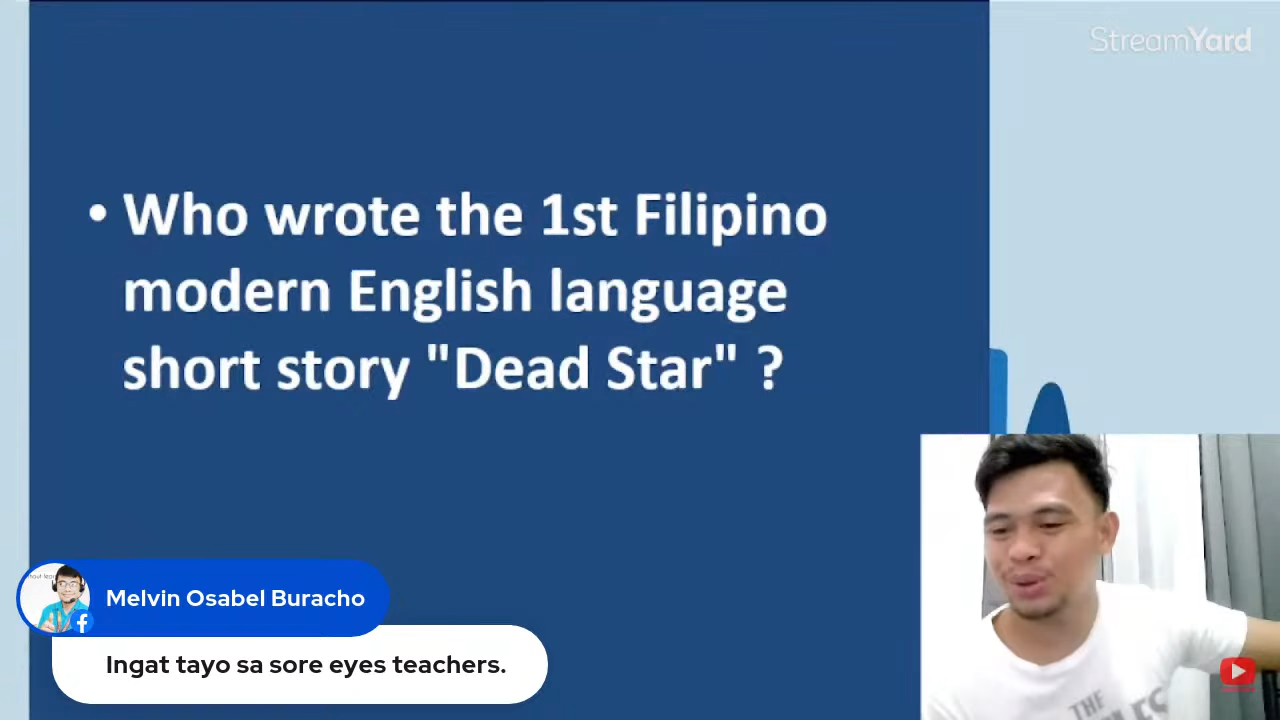 StreamYard
• Who wrote the 1st Filipino
modern English language
short story "Dead Star" ?
Melvin Osabel Buracho
Ingat tayo sa sore eyes teachers.
THE